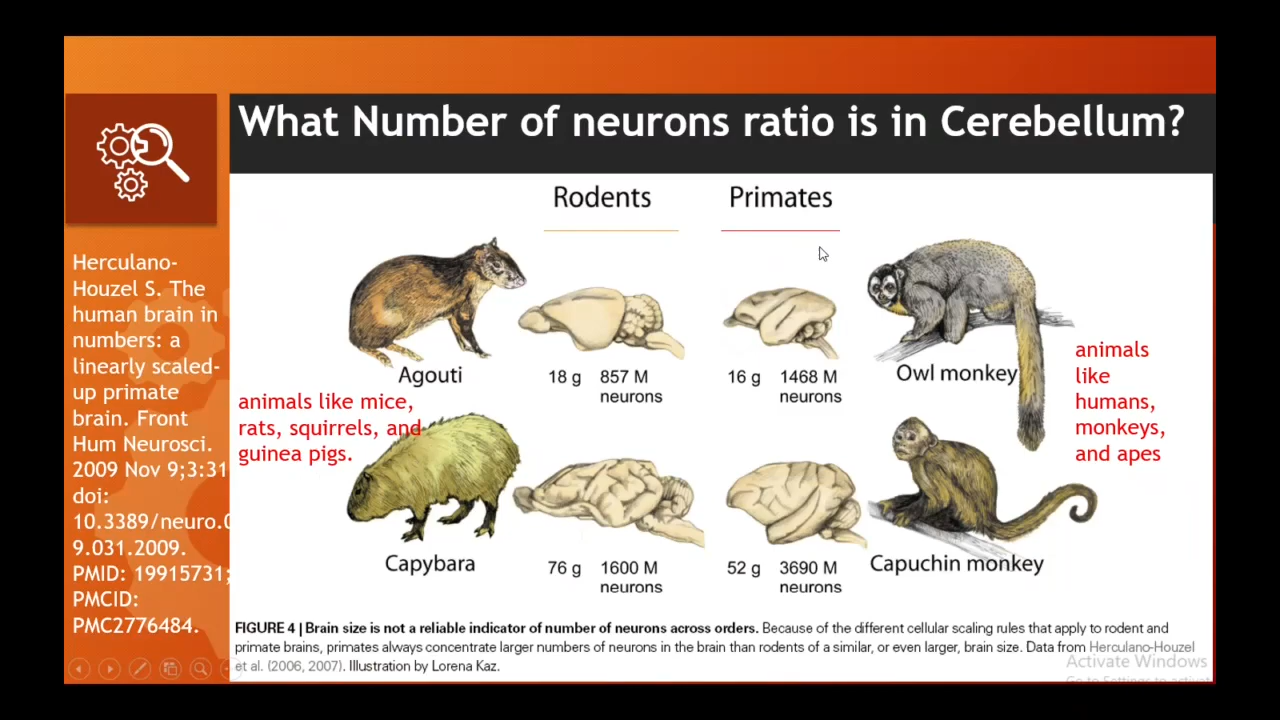 What Number of neurons ratio is in Cerebellum?
Herculano-
Houzel S. The
human brain in
numbers: a
linearly scaled-
up primate
brain. Front
Hum Neurosci.
2009 Nov 9;3:31
doi:
10.3389/neuro.0
9.031.2009.
PMID: 19915731;
PMCID:
PMC2776484.
Rodents
Primates
Agouti
18 g 857 M
neurons
16 g 1468 M
neurons
Owl monkey
animals like mice,
rats, squirrels, and
guinea pigs.
animals
like
humans,
monkeys,
and apes
Capybara
76 g 1600 M
neurons
52 g 3690 M
neurons
Capuchin monkey
FIGURE 4 | Brain size is not a reliable indicator of number of neurons across orders. Because of the different cellular scaling rules that apply to rodent and
primate brains, primates always concentrate larger numbers of neurons in the brain than rodents of a similar, or even larger, brain size. Data from Herculano-Houzel
et al. (2006, 2007). Illustration by Lorena Kaz.
Activate Windows
Go to Settings to activat